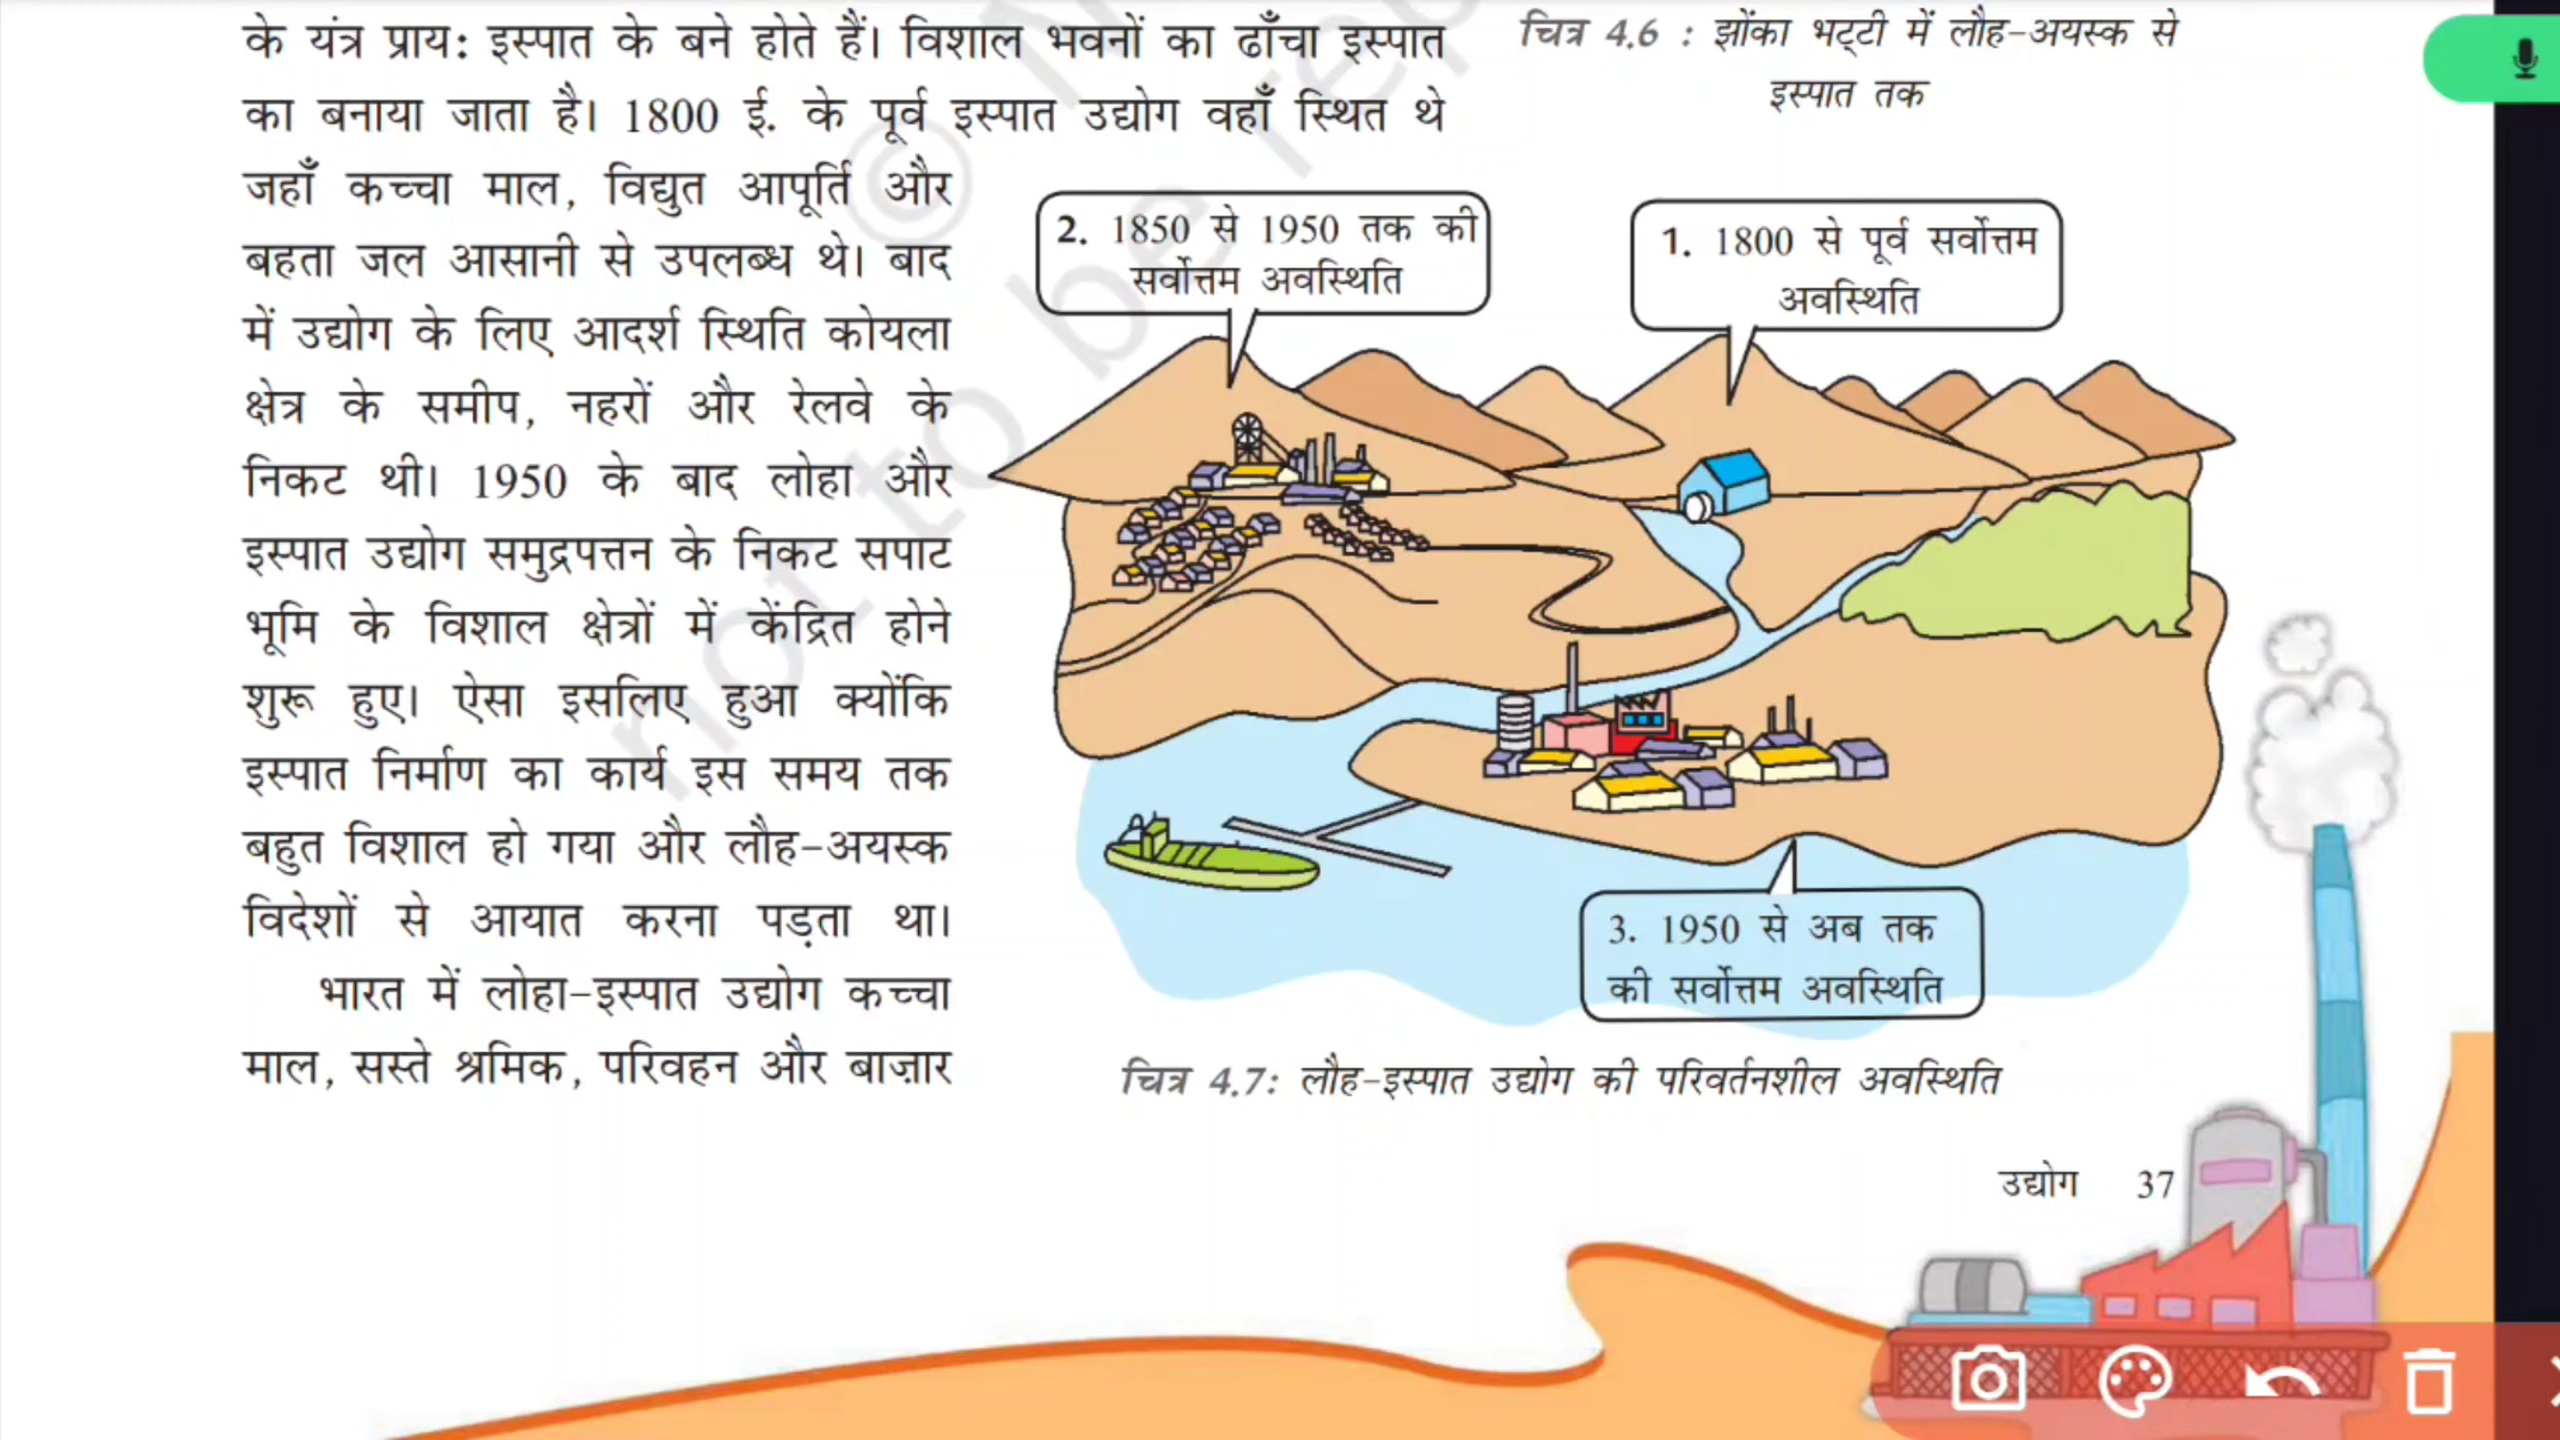 के यंत्र प्राय: इस्पात के बने होते हैं। विशाल भवनों का ढाँचा इस्पात
का बनाया जाता है। 1800 ई. के पूर्व इस्पात उद्योग वहाँ स्थित थे
जहाँ कच्चा माल, विद्युत आपूर्ति और
बहता जल आसानी से उपलब्ध थे। बाद
में उद्योग के लिए आदर्श स्थिति कोयला
क्षेत्र के समीप, नहरों और रेलवे के
निकट थी। 1950 के बाद लोहा और
इस्पात उद्योग समुद्रपत्तन के निकट सपाट
भूमि के विशाल क्षेत्रों में केंद्रित होने
शुरू हुए। ऐसा इसलिए हुआ क्योंकि
इस्पात निर्माण का कार्य इस समय तक
बहुत विशाल हो गया और लौह-अयस्क
विदेशों से आयात करना पड़ता था।
भारत में लोहा-इस्पात उद्योग कच्चा
माल, सस्ते श्रमिक, परिवहन और बाज़ार
चित्र 4.6 : झोंका भट्टी में लौह-अयस्क से
इस्पात तक
2. 1850 से 1950 तक की
सर्वोत्तम अवस्थिति
1. 1800 से पूर्व सर्वोत्तम
अवस्थिति
3. 1950 से अब तक
की सर्वोत्तम अवस्थिति
चित्र 4.7: लौह-इस्पात उद्योग की परिवर्तनशील अवस्थिति
उद्योग 37
© 
not to be rep